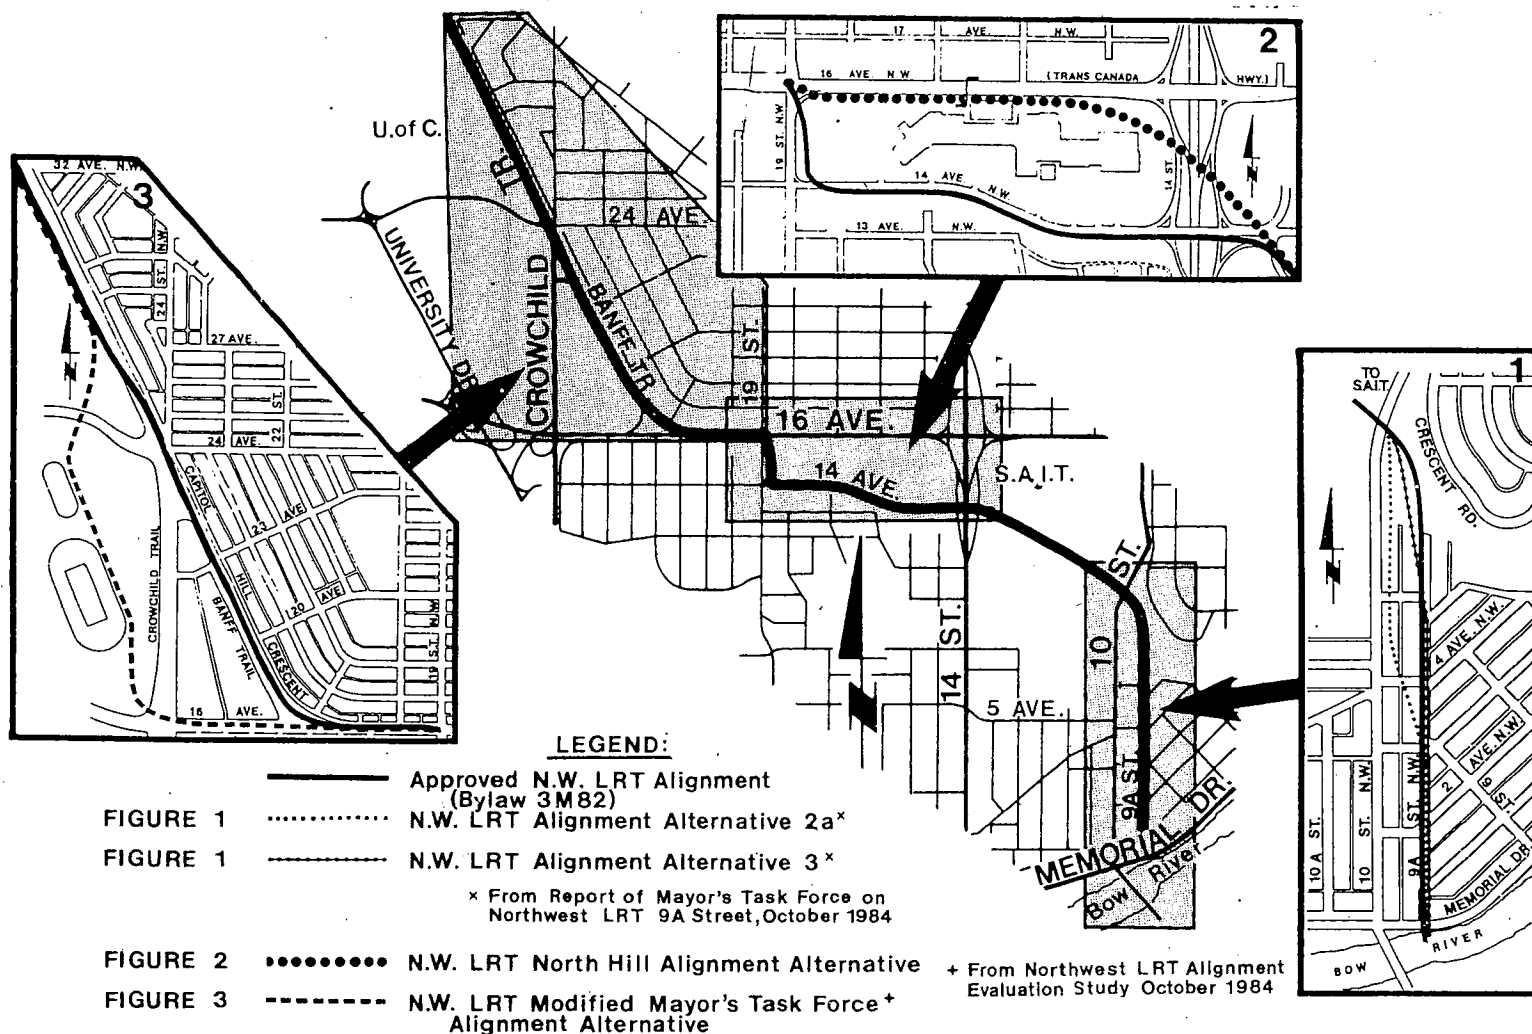 2
17 AVE. N.W.
16 AVE. N W (TRANS CANADA HWY.)
19 ST. N.W.
14 ST.
14 AVE N.W.
13 AVE. N.W.
U. of C.
TR.
24 AVE.
UNIVERSITY DR.
CROWCHILD
BANFF TR.
19 ST.
16 AVE.
14 AVE.
S.A.I.T.
14 ST.
10 ST.
5 AVE.
9A ST.
MEMORIAL DR.
Bow River
N
3
32 AVE. N.W.
24 ST. N.W.
N
27 AVE.
22 ST.
24 AVE.
CAPITOL HILL CRESCENT
23 AVE
20 AVE
CROWCHILD TRAIL
BANFF TRAIL
19 ST. N.W.
16 AVE.
1
TO
S.A.I.T.
CRESCENT RD.
N
4 AVE. N.W.
2 AVE. N.W.
9 ST.
10 A ST.
10 ST. N.W.
9A ST. N.W.
MEMORIAL DR.
BOW RIVER
LEGEND:
Approved N.W. LRT Alignment
(Bylaw 3M82)
FIGURE 1 N.W. LRT Alignment Alternative 2a x
FIGURE 1 N.W. LRT Alignment Alternative 3 x
x From Report of Mayor's Task Force on
Northwest LRT 9A Street, October 1984
FIGURE 2 N.W. LRT North Hill Alignment Alternative
+ From Northwest LRT Alignment
Evaluation Study October 1984
FIGURE 3 N.W. LRT Modified Mayor's Task Force +
Alignment Alternative